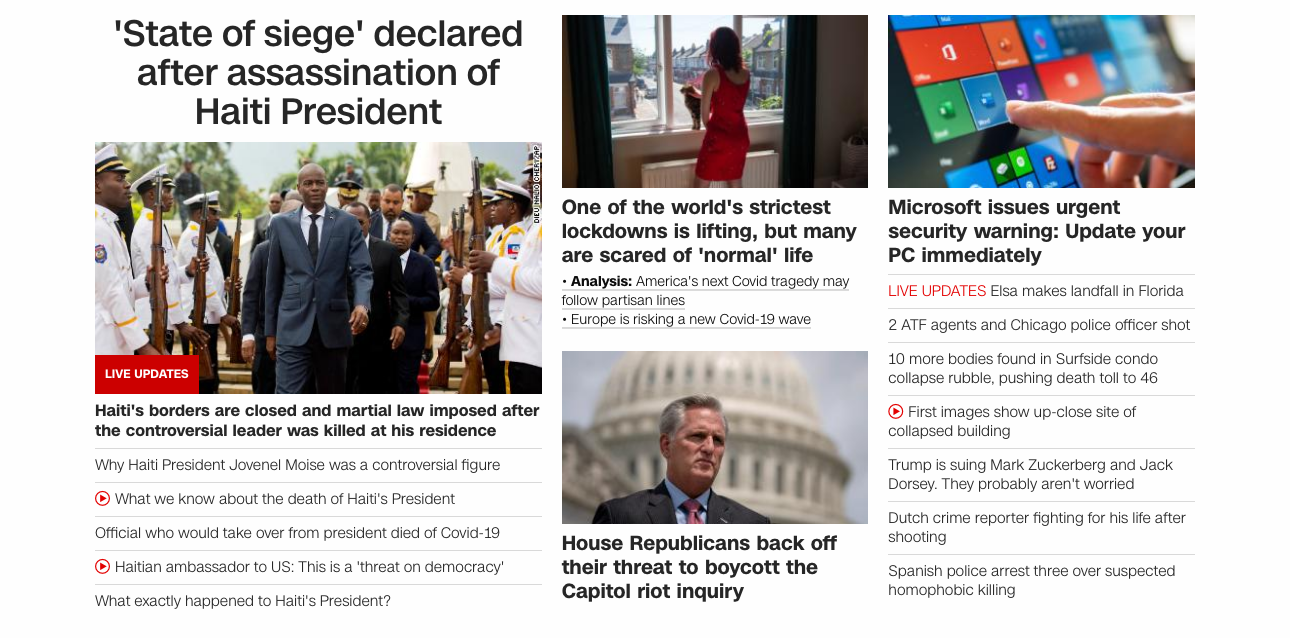 'State of siege' declared
after assassination of
Haiti President
DIEU NALIO CHERY/AP
LIVE UPDATES
Haiti's borders are closed and martial law imposed after
the controversial leader was killed at his residence
Why Haiti President Jovenel Moise was a controversial figure
What we know about the death of Haiti's President
Official who would take over from president died of Covid-19
Haitian ambassador to US: This is a 'threat on democracy'
What exactly happened to Haiti's President?
One of the world's strictest
lockdowns is lifting, but many
are scared of 'normal' life
• Analysis: America's next Covid tragedy may
follow partisan lines
• Europe is risking a new Covid-19 wave
House Republicans back off
their threat to boycott the
Capitol riot inquiry
Office
Word
Microsoft issues urgent
security warning: Update your
PC immediately
LIVE UPDATES Elsa makes landfall in Florida
2 ATF agents and Chicago police officer shot
10 more bodies found in Surfside condo
collapse rubble, pushing death toll to 46
First images show up-close site of
collapsed building
Trump is suing Mark Zuckerberg and Jack
Dorsey. They probably aren't worried
Dutch crime reporter fighting for his life after
shooting
Spanish police arrest three over suspected
homophobic killing